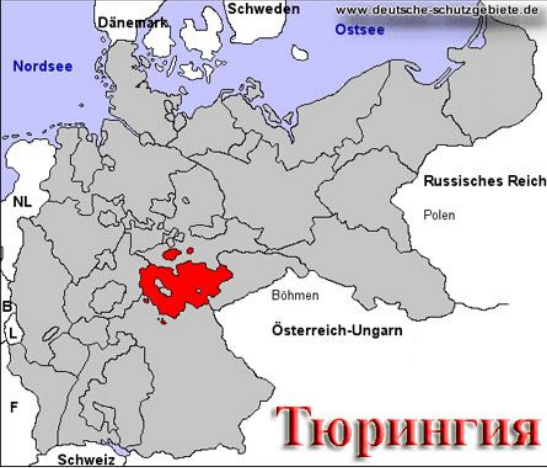 Schweden
www.deutsche-schutzgebiete.de
Dänemark
Ostsee
Nordsee
Russisches Reich
NL
Polen
Böhmen
B
L
Österreich-Ungarn
F
Тюрингия
Schweiz